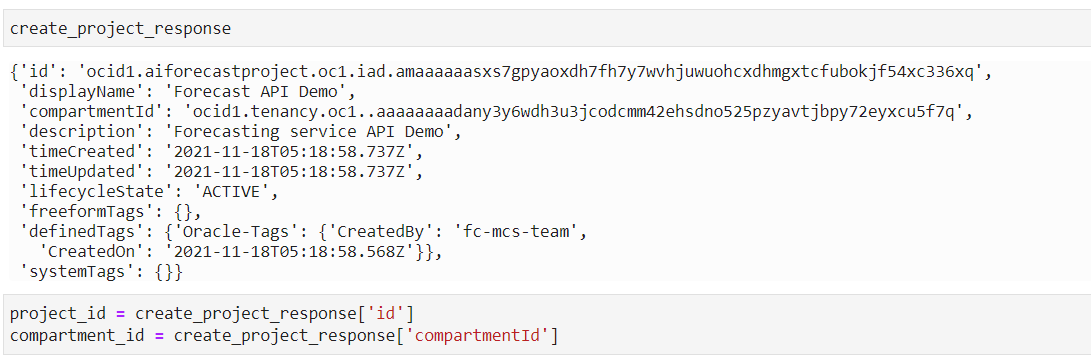 create_project_response
{'id': 'ocid1.aiforecastproject.oc1.iad.amaaaaaasxs7gpyaoxdh7fh7y7wvhjuwuohcxdhmgxtcfubokjf54xc336xq',
'displayName': 'Forecast API Demo',
'compartmentId': 'ocid1.tenancy.oc1..aaaaaaaadany3y6wdh3u3jcodcmm42ehsdno525pzyavtjbpy72eyxcu5f7q',
'description': 'Forecasting service API Demo',
'timeCreated': '2021-11-18T05:18:58.737Z',
'timeUpdated': '2021-11-18T05:18:58.737Z',
'lifecycleState': 'ACTIVE',
'freeformTags': {},
'definedTags': {'Oracle-Tags': {'CreatedBy': 'fc-mcs-team',
'CreatedOn': '2021-11-18T05:18:58.568Z'}},
'systemTags': {}}
project_id = create_project_response['id']
compartment_id = create_project_response['compartmentId']